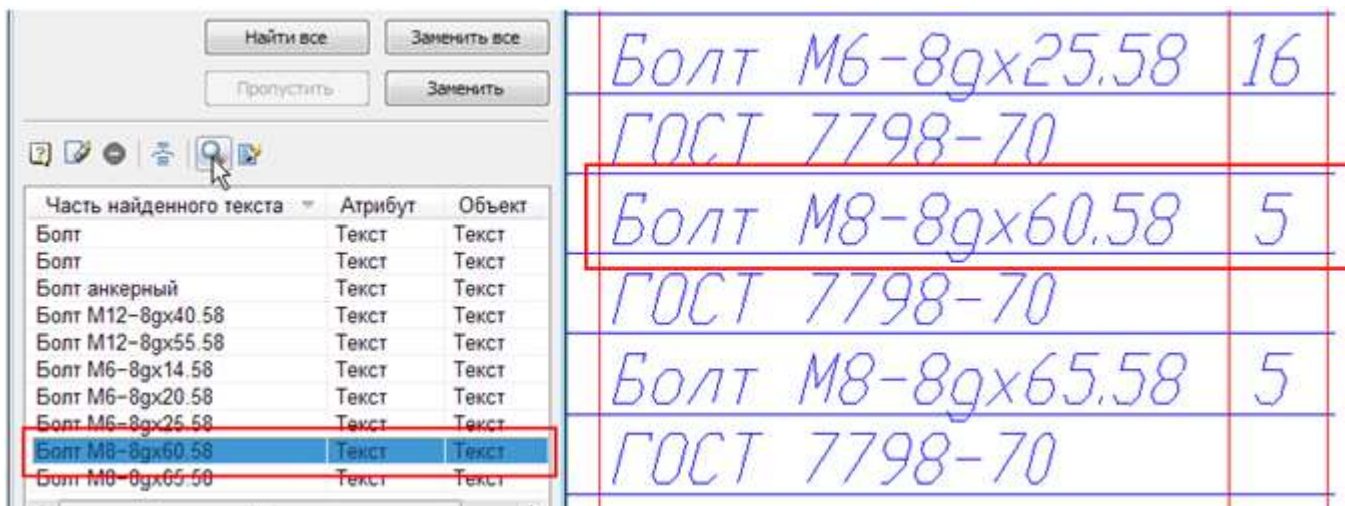 Найти все Заменить все
Пропустить Заменить
Часть найденного текста Атрибут Объект
Болт Текст Текст
Болт Текст Текст
Болт анкерный Текст Текст
Болт М12-8gx40.58 Текст Текст
Болт М12-8gx55.58 Текст Текст
Болт М6-8gx14.58 Текст Текст
Болт М6-8gx20.58 Текст Текст
Болт М6-8gx25.58 Текст Текст
Болт М8-8gx60.58 Текст Текст
Болт М8-8gx65.58 Текст Текст
Болт М6-8gx25.58 16
ГОСТ 7798-70
Болт М8-8gx60.58 5
ГОСТ 7798-70
Болт М8-8gx65.58 5
ГОСТ 7798-70